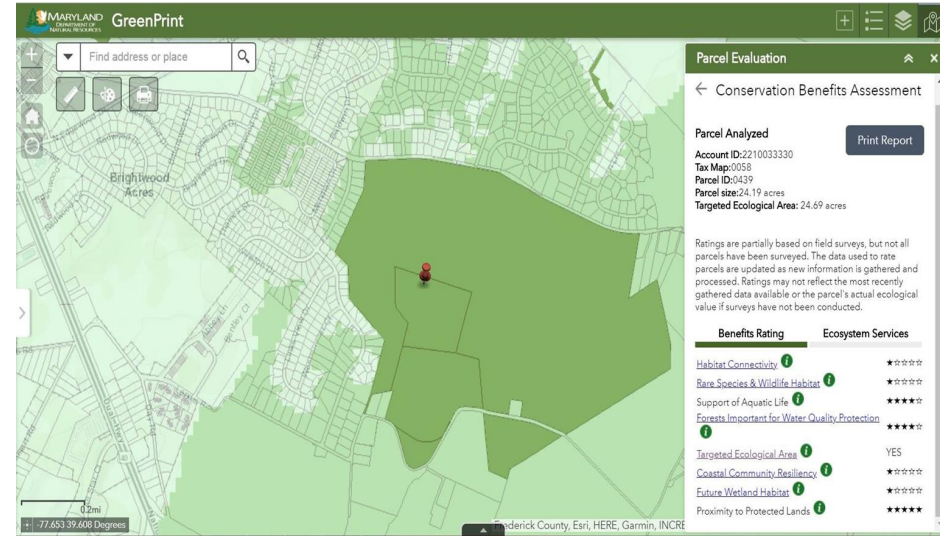 MARYLAND
DEPARTMENT OF
NATURAL RESOURCES
GreenPrint
Find address or place
Brightwood
Acres
0.2mi
-77.653 39.608 Degrees
Frederick County, Esri, HERE, Garmin, INCRE
Parcel Evaluation
Conservation Benefits Assessment
Parcel Analyzed
Print Report
Account ID:2210033330
Tax Map:0058
Parcel ID:0439
Parcel size:24.19 acres
Targeted Ecological Area: 24.69 acres
Ratings are partially based on field surveys, but not all
parcels have been surveyed. The data used to rate
parcels are updated as new information is gathered and
processed. Ratings may not reflect the most recently
gathered data available or the parcel's actual ecological
value if surveys have not been conducted.
Benefits Rating Ecosystem Services
Habitat Connectivity ★☆☆☆☆
Rare Species & Wildlife Habitat ★☆☆☆☆
Support of Aquatic Life ★★★★☆
Forests Important for Water Quality Protection ★★★★☆
Targeted Ecological Area YES
Coastal Community Resiliency ★☆☆☆☆
Future Wetland Habitat ★☆☆☆☆
Proximity to Protected Lands ★★★★★